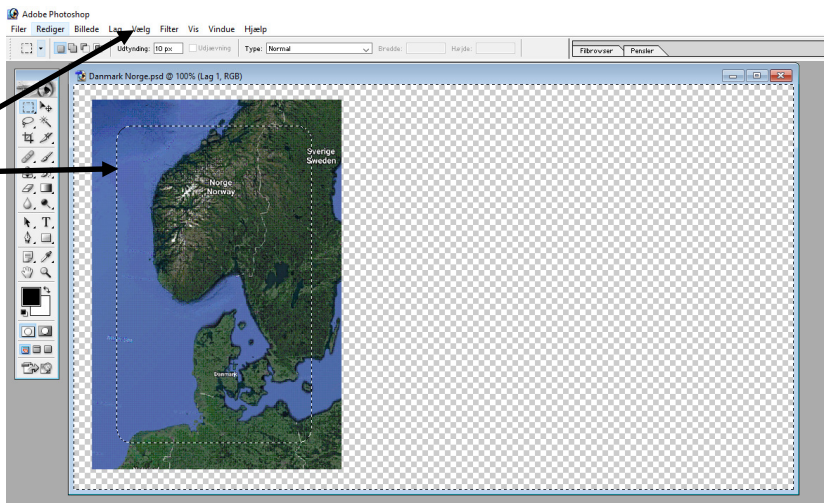 Adobe Photoshop
Filer Rediger Billede Lag Vælg Filter Vis Vindue Hjælp
Udtynding: 10 px Udjævning Type: Normal Bredde: Højde: Filbrowser Pensler
Danmark Norge.psd @ 100% (Lag 1, RGB)
Sverige
Sweden
Norge
Norway
Danmark